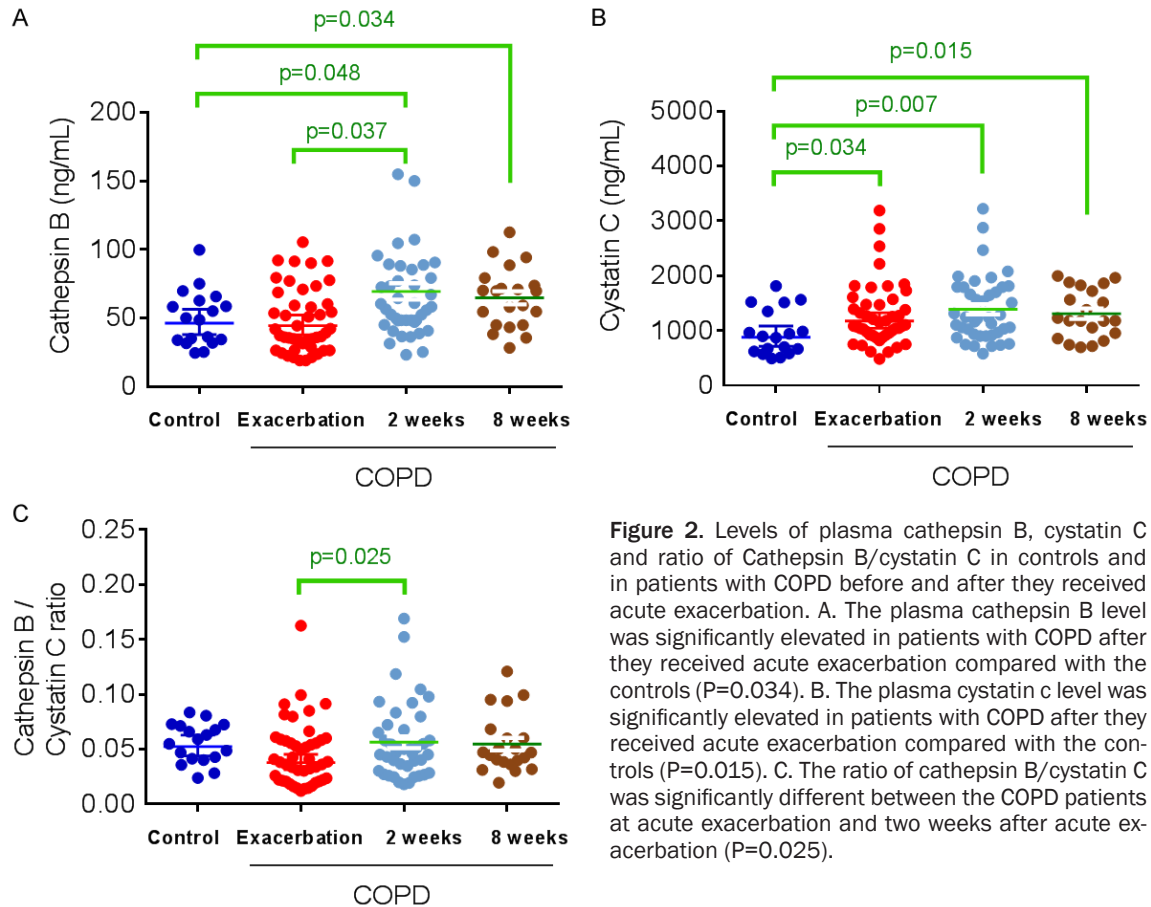 A
p=0.034
p=0.048
p=0.037
Cathepsin B (ng/mL)
200
150
100
50
0
Control Exacerbation 2 weeks 8 weeks
COPD
B
p=0.015
p=0.007
p=0.034
Cystatin C (ng/mL)
5000
4000
3000
2000
1000
0
Control Exacerbation 2 weeks 8 weeks
COPD
C
p=0.025
Cathepsin B /
Cystatin C ratio
0.25
0.20
0.15
0.10
0.05
0.00
Control Exacerbation 2 weeks 8 weeks
COPD
Figure 2. Levels of plasma cathepsin B, cystatin C
and ratio of Cathepsin B/cystatin C in controls and
in patients with COPD before and after they received
acute exacerbation. A. The plasma cathepsin B level
was significantly elevated in patients with COPD after
they received acute exacerbation compared with the
controls (P=0.034). B. The plasma cystatin c level was
significantly elevated in patients with COPD after they
received acute exacerbation compared with the con-
trols (P=0.015). C. The ratio of cathepsin B/cystatin C
was significantly different between the COPD patients
at acute exacerbation and two weeks after acute ex-
acerbation (P=0.025).